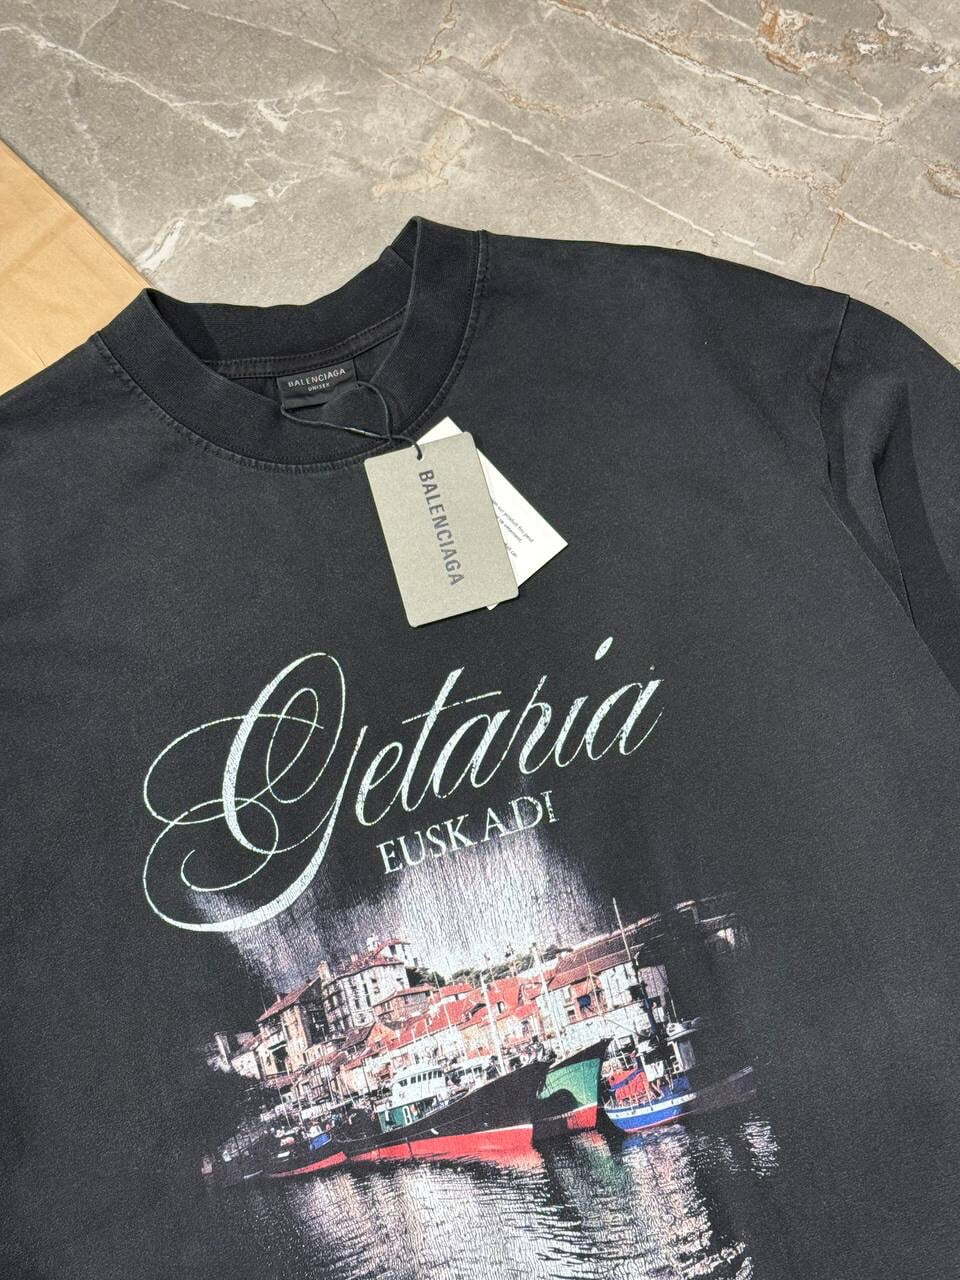 BALENCIAGA
UNISEX
BALENCIAGA
Getaria
EUSKADI